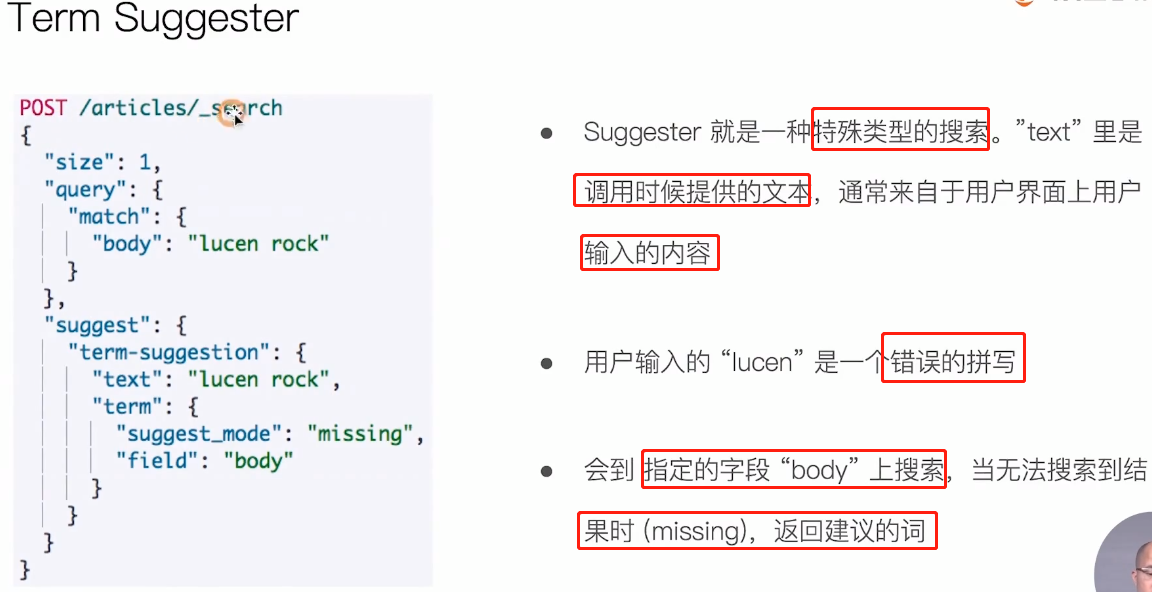 Term Suggester
POST /articles/_search
{
"size": 1,
"query": {
"match": {
"body": "lucen rock"
}
},
"suggest": {
"term-suggestion": {
"text": "lucen rock",
"term": {
"suggest_mode": "missing",
"field": "body"
}
}
}
}
● Suggester 就是一种特殊类型的搜索。”text” 里是
调用时候提供的文本，通常来自于用户界面上用户
输入的内容
● 用户输入的 “lucen” 是一个错误的拼写
● 会到 指定的字段 “body” 上搜索，当无法搜索到结
果时 (missing)，返回建议的词